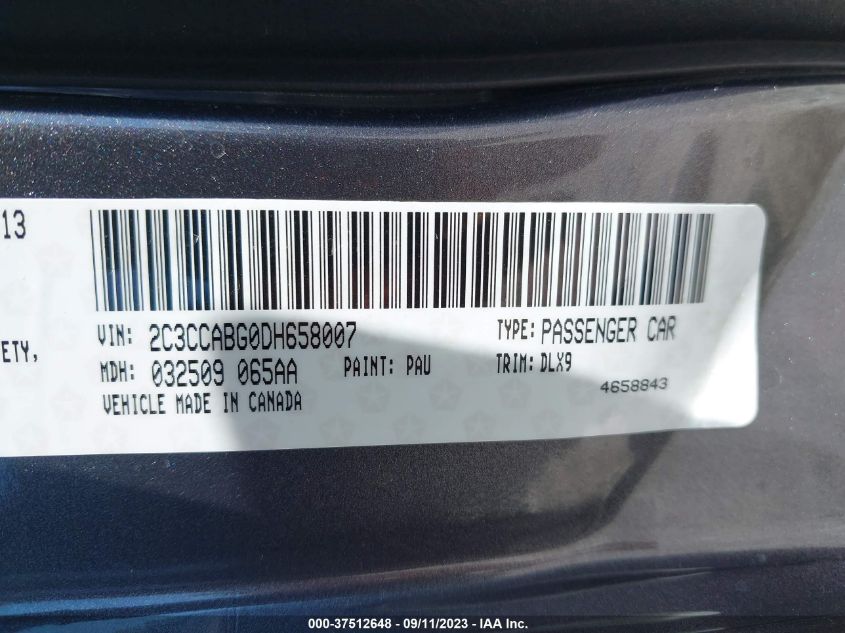 13
VIN: 2C3CCABG0DH658007 TYPE: PASSENGER CAR
ETY,
MDH: 032509 065AA PAINT: PAU TRIM: DLX9
VEHICLE MADE IN CANADA 4658843
000-37512648 - 09/11/2023 - IAA Inc.